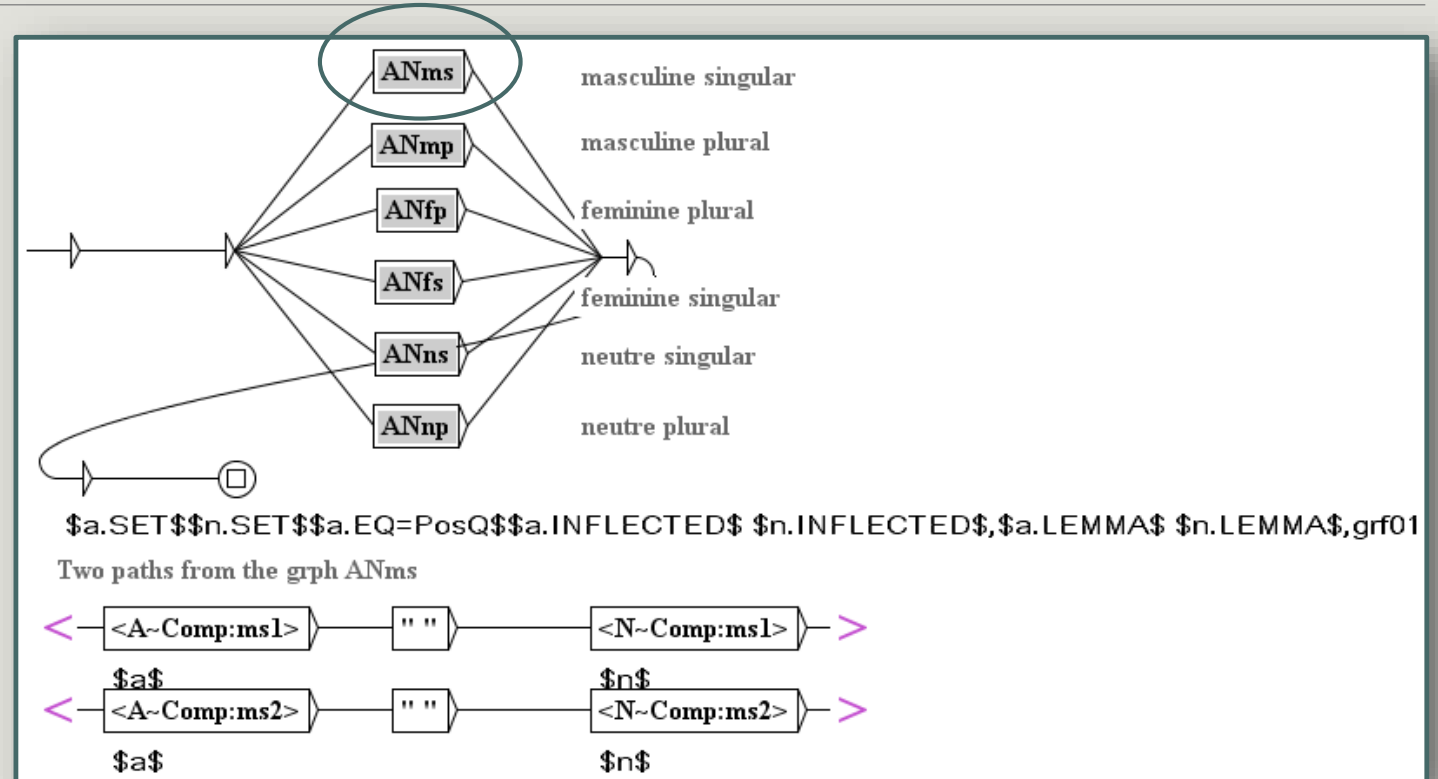 ANms masculine singular
ANmp masculine plural
ANfp feminine plural
ANfs
feminine singular
ANns neutre singular
ANnp neutre plural
$a.SET$$n.SET$$a.EQ=PosQ$$a.INFLECTED$ $n.INFLECTED$,$a.LEMMA$ $n.LEMMA$,grf01
Two paths from the grph ANms
< <A~Comp:ms1> " " <N~Comp:ms1> >
$a$ $n$
< <A~Comp:ms2> " " <N~Comp:ms2> >
$a$ $n$